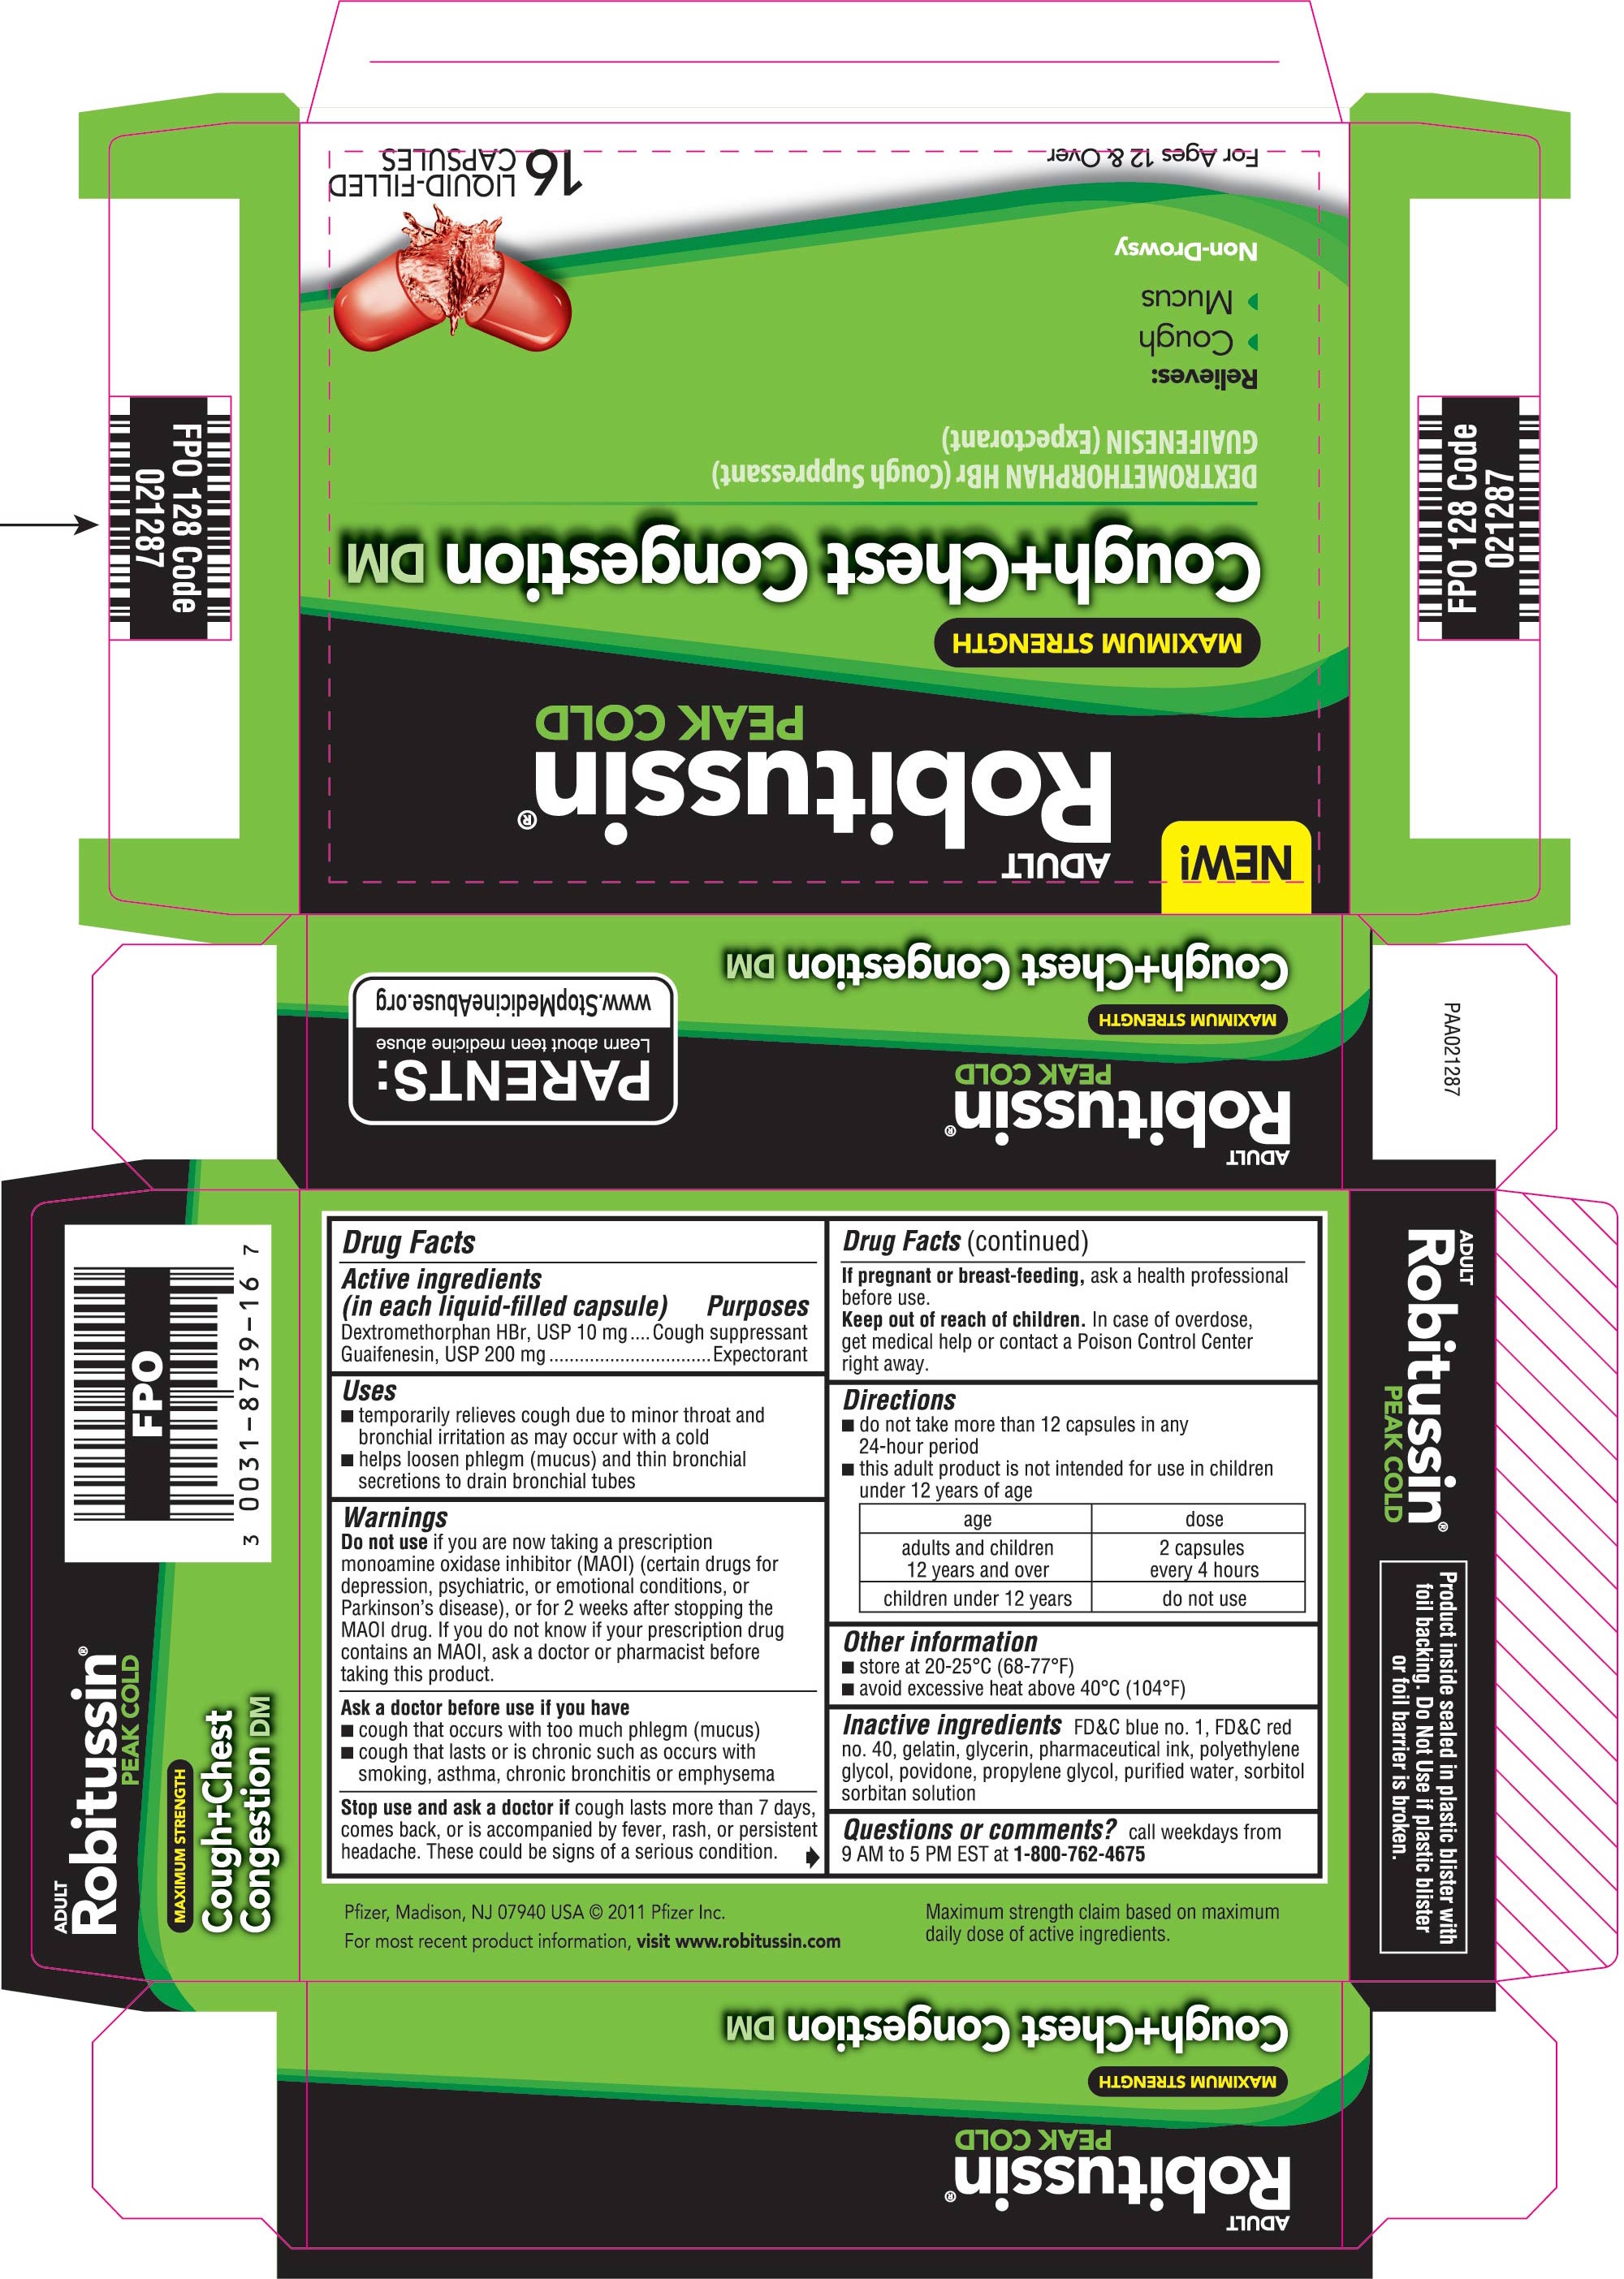 16 LIQUID-FILLED
CAPSULES
For Ages 12 & Over
Non-Drowsy
Mucus
Cough
Relieves:
GUAIFENESIN (Expectorant)
DEXTROMETHORPHAN HBr (Cough Suppressant)
Cough+Chest Congestion DM
MAXIMUM STRENGTH
PEAK COLD
Robitussin®
ADULT
NEW!
FPO 128 Code
021287
FPO 128 Code
021287
Cough+Chest Congestion DM
MAXIMUM STRENGTH
PEAK COLD
Robitussin®
ADULT
PARENTS:
Learn about teen medicine abuse
www.StopMedicineAbuse.org
PAA021287
FPO
3 0031-8739-16 7
ADULT
Robitussin®
PEAK COLD
MAXIMUM STRENGTH
Cough+Chest
Congestion DM
Drug Facts
Active ingredients
(in each liquid-filled capsule) Purposes
Dextromethorphan HBr, USP 10 mg .... Cough suppressant
Guaifenesin, USP 200 mg ................................ Expectorant
Uses
■ temporarily relieves cough due to minor throat and
bronchial irritation as may occur with a cold
■ helps loosen phlegm (mucus) and thin bronchial
secretions to drain bronchial tubes
Warnings
Do not use if you are now taking a prescription
monoamine oxidase inhibitor (MAOI) (certain drugs for
depression, psychiatric, or emotional conditions, or
Parkinson's disease), or for 2 weeks after stopping the
MAOI drug. If you do not know if your prescription drug
contains an MAOI, ask a doctor or pharmacist before
taking this product.
Ask a doctor before use if you have
■ cough that occurs with too much phlegm (mucus)
■ cough that lasts or is chronic such as occurs with
smoking, asthma, chronic bronchitis or emphysema
Stop use and ask a doctor if cough lasts more than 7 days,
comes back, or is accompanied by fever, rash, or persistent
headache. These could be signs of a serious condition.
Drug Facts (continued)
If pregnant or breast-feeding, ask a health professional
before use.
Keep out of reach of children. In case of overdose,
get medical help or contact a Poison Control Center
right away.
Directions
■ do not take more than 12 capsules in any
24-hour period
■ this adult product is not intended for use in children
under 12 years of age
age dose
adults and children 2 capsules
12 years and over every 4 hours
children under 12 years do not use
Other information
■ store at 20-25°C (68-77°F)
■ avoid excessive heat above 40°C (104°F)
Inactive ingredients FD&C blue no. 1, FD&C red
no. 40, gelatin, glycerin, pharmaceutical ink, polyethylene
glycol, povidone, propylene glycol, purified water, sorbitol
sorbitan solution
Questions or comments? call weekdays from
9 AM to 5 PM EST at 1-800-762-4675
Pfizer, Madison, NJ 07940 USA © 2011 Pfizer Inc.
For most recent product information, visit www.robitussin.com
Maximum strength claim based on maximum
daily dose of active ingredients.
ADULT
Robitussin®
PEAK COLD
Product inside sealed in plastic blister with
foil backing. Do Not Use if plastic blister
or foil barrier is broken.
Cough+Chest Congestion DM
MAXIMUM STRENGTH
PEAK COLD
Robitussin®
ADULT